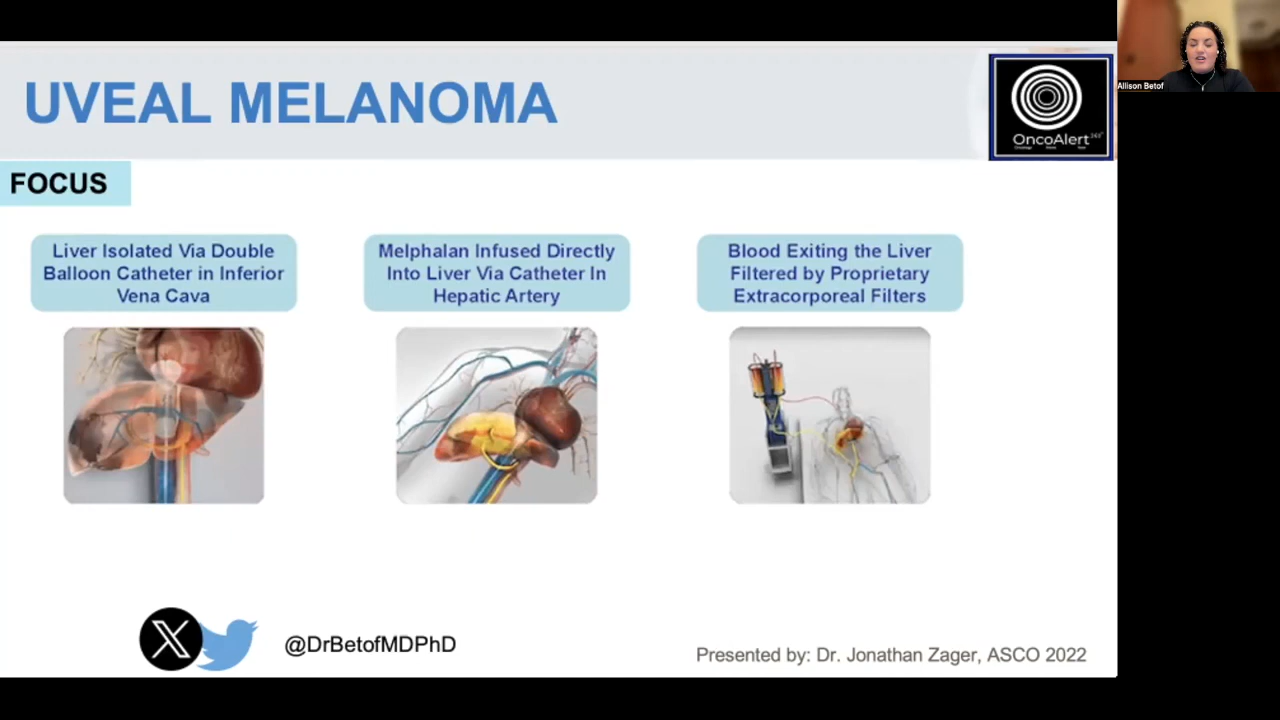 UVEAL MELANOMA
OncoAlert
Allison Betof
FOCUS
Liver Isolated Via Double
Balloon Catheter in Inferior
Vena Cava
Melphalan Infused Directly
Into Liver Via Catheter In
Hepatic Artery
Blood Exiting the Liver
Filtered by Proprietary
Extracorporeal Filters
@DrBetofMDPhD
Presented by: Dr. Jonathan Zager, ASCO 2022